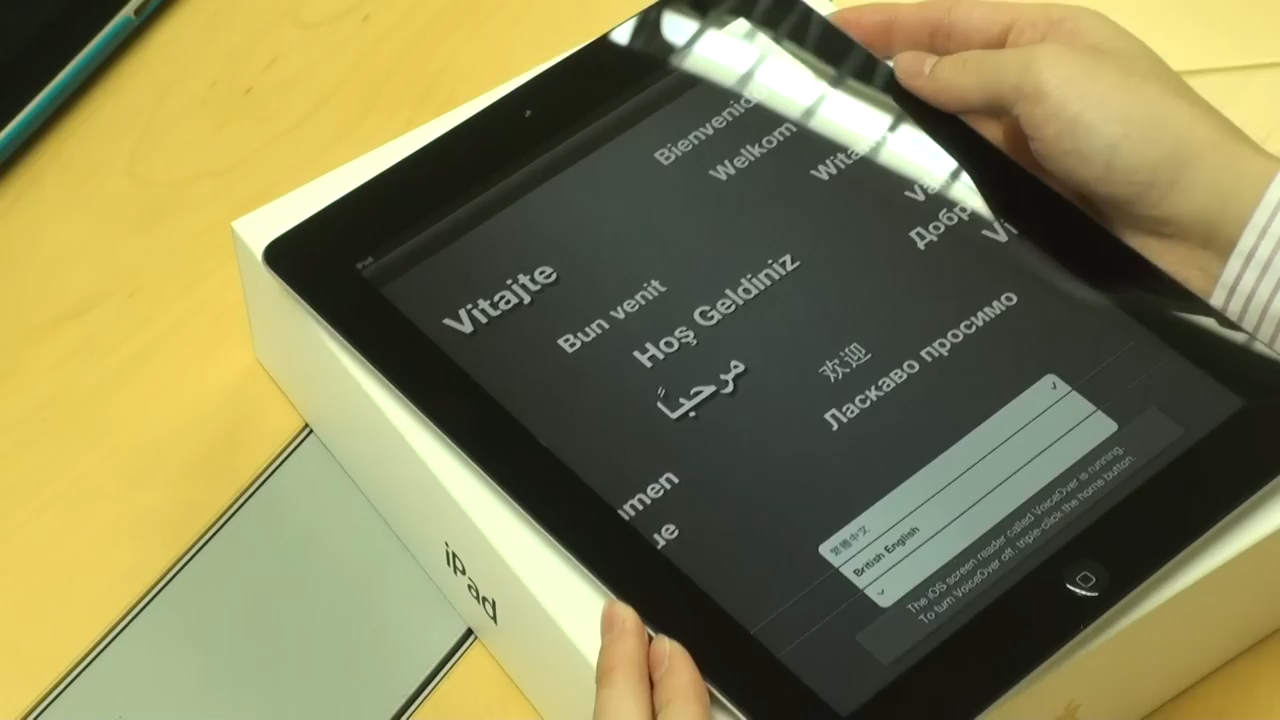 iPad
Bienvenido
Welkom
Vitajte
Bun venit
Hoş Geldiniz
مرحباً
欢迎
Ласкаво просимо
繁體中文
British English
The iOS screen reader called VoiceOver is running.
To turn VoiceOver off, triple-click the home button.
iPad